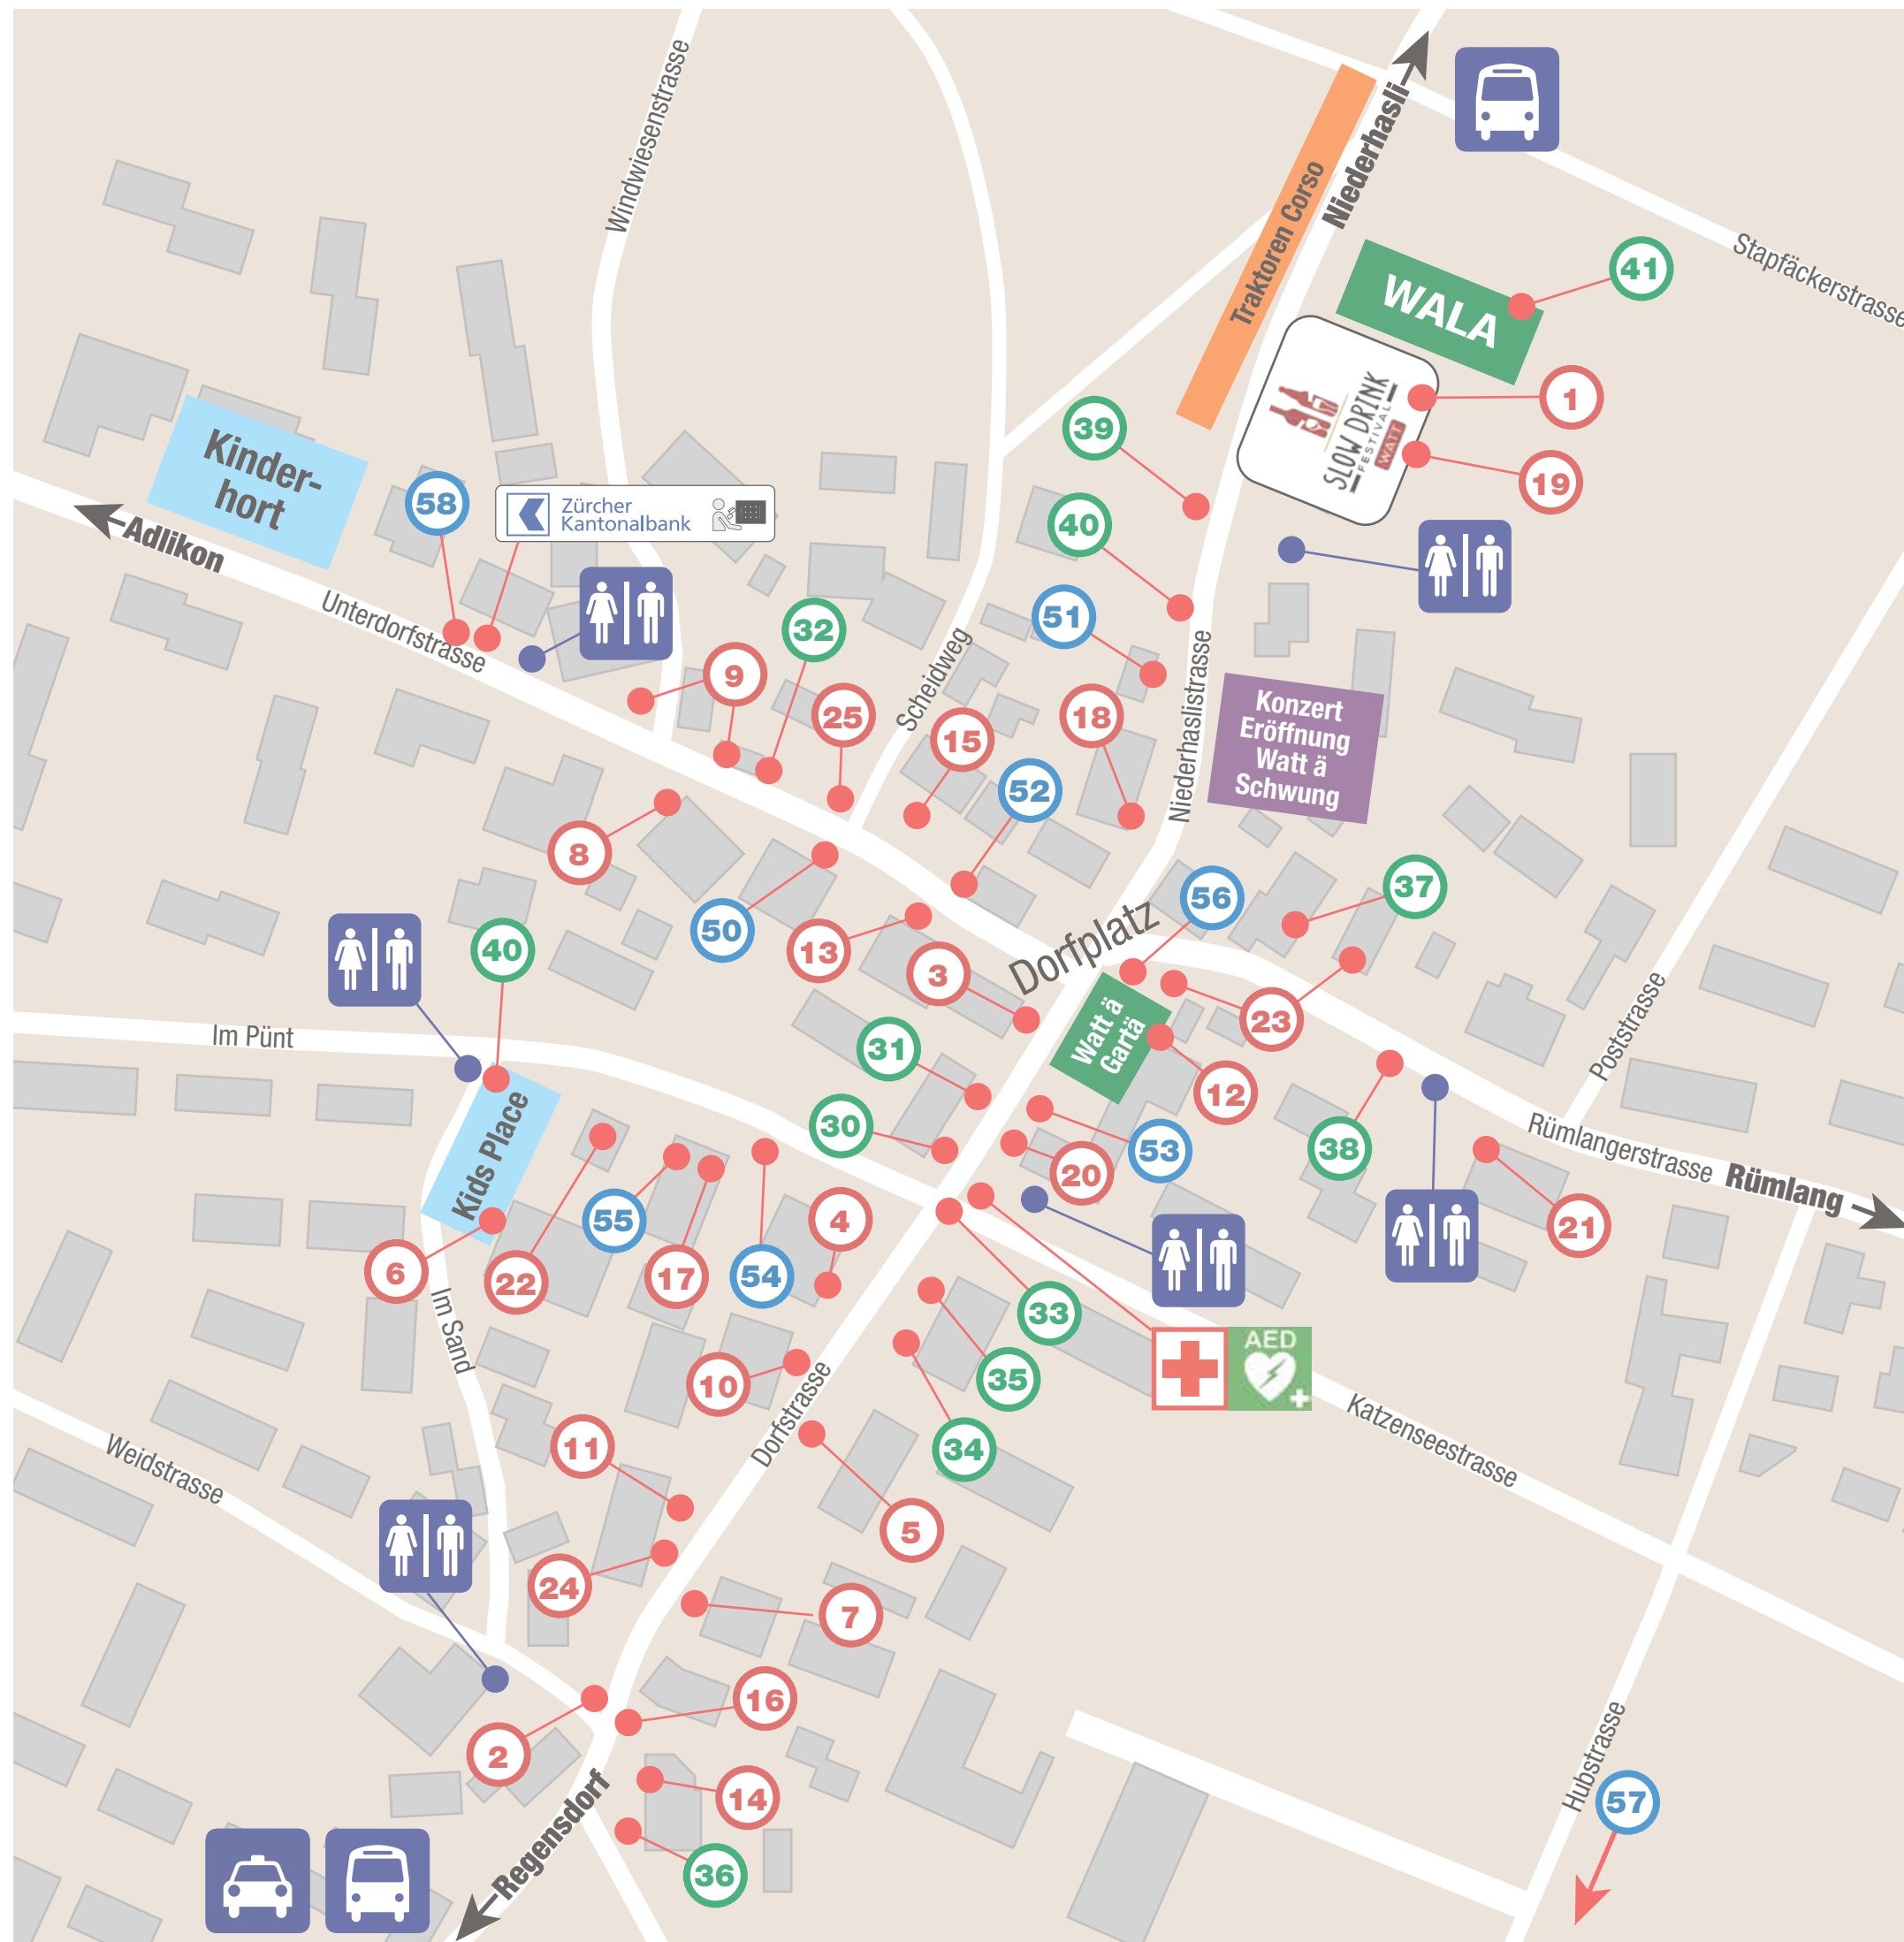 Windwiesenstrasse
Niederhasli
Traktoren Corso
Stapfäckerstrasse
41
WALA
1
SLOW DRINK
FESTIVAL
WATT
19
39
Kinder-
hort
58
Zürcher
Kantonalbank
40
Adlikon
Unterdorfstrasse
51
32
Scheidweg
Niederhaslistrasse
9
25
18
15
Konzert
Eröffnung
Watt ä
Schwung
52
8
56
37
50
13
40
Dorfplatz
3
Watt ä
Gartä
23
Poststrasse
Im Pünt
31
12
30
Kids Place
53
38
20
Rümlangerstrasse
Rümlang
55
4
21
6
22
17
54
33
Im Sand
AED
35
10
Dorfstrasse
Katzenseestrasse
11
34
Weidstrasse
5
24
7
16
2
14
Hubstrasse
57
Regensdorf
36